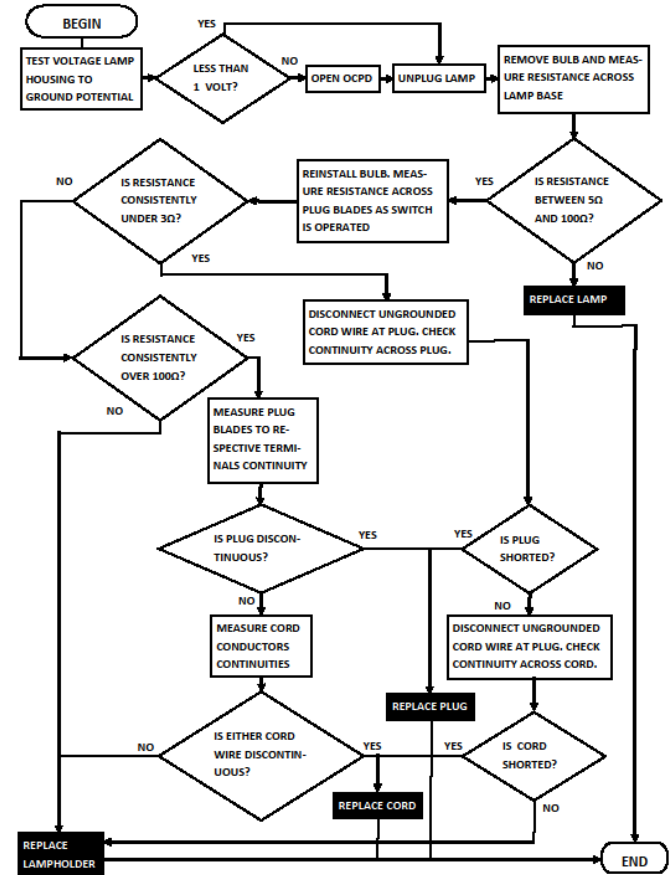 BEGIN
TEST VOLTAGE LAMP
HOUSING TO
GROUND POTENTIAL
YES
LESS THAN
1 VOLT?
NO
OPEN OCPD
UNPLUG LAMP
REMOVE BULB AND MEA-
SURE RESISTANCE ACROSS
LAMP BASE
IS RESISTANCE
BETWEEN 5Ω
AND 100Ω?
YES
NO
REPLACE LAMP
REINSTALL BULB. MEA-
SURE RESISTANCE ACROSS
PLUG BLADES AS SWITCH
IS OPERATED
IS RESISTANCE
CONSISTENTLY
UNDER 3Ω?
NO
YES
DISCONNECT UNGROUNDED
CORD WIRE AT PLUG. CHECK
CONTINUITY ACROSS PLUG.
IS RESISTANCE
CONSISTENTLY
OVER 100Ω?
YES
NO
MEASURE PLUG
BLADES TO RE-
SPECTIVE TERMI-
NALS CONTINUITY
IS PLUG DISCON-
TINUOUS?
YES
NO
YES
IS PLUG
SHORTED?
NO
MEASURE CORD
CONDUCTORS
CONTINUITIES
DISCONNECT UNGROUNDED
CORD WIRE AT PLUG. CHECK
CONTINUITY ACROSS CORD.
REPLACE PLUG
IS EITHER CORD
WIRE DISCONTIN-
UOUS?
NO
YES
YES
IS CORD
SHORTED?
NO
REPLACE CORD
REPLACE
LAMPHOLDER
END